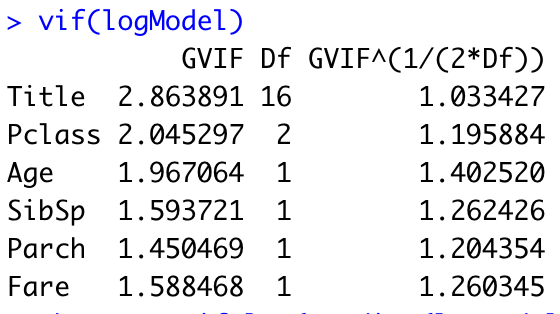 > vif(logModel)
GVIF Df GVIF^(1/(2*Df))
Title 2.863891 16 1.033427
Pclass 2.045297 2 1.195884
Age 1.967064 1 1.402520
SibSp 1.593721 1 1.262426
Parch 1.450469 1 1.204354
Fare 1.588468 1 1.260345